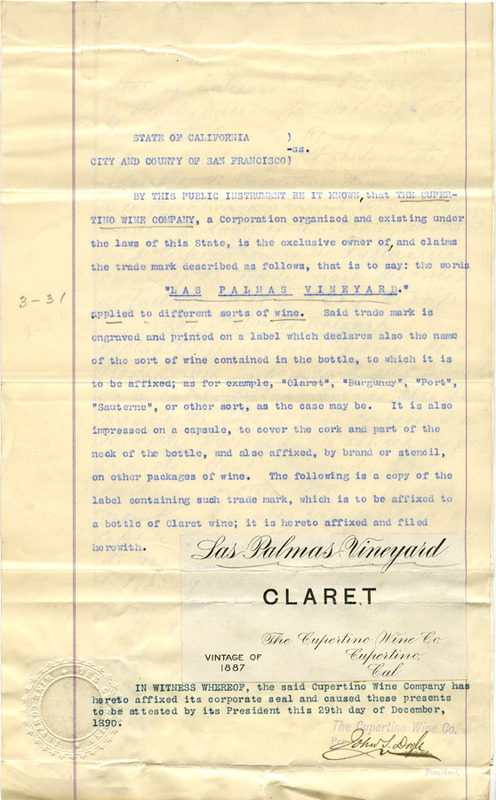 STATE OF CALIFORNIA )
-ss.
CITY AND COUNTY OF SAN FRANCISCO)
BY THIS PUBLIC INSTRUMENT BE IT KNOWN, that THE CUPER-
TINO WINE COMPANY, a Corporation organized and existing under
the laws of this State, is the exclusive owner of, and claims
the trade mark described as follows, that is to say: the words
"LAS PALMAS VINEYARD."
3-31
applied to different sorts of wine. Said trade mark is
engraved and printed on a label which declares also the name
of the sort of wine contained in the bottle, to which it is
to be affixed; as for example, "Claret", "Burgundy", "Port",
"Sauterne", or other sort, as the case may be. It is also
impressed on a capsule, to cover the cork and part of the
neck of the bottle, and also affixed, by brand or stencil,
on other packages of wine. The following is a copy of the
label containing such trade mark, which is to be affixed to
a bottle of Claret wine; it is hereto affixed and filed
herewith.
Las Palmas Vineyard
CLARET
The Cupertino Wine Co
VINTAGE OF
1887
Cupertino,
Cal
IN WITNESS WHEREOF, the said Cupertino Wine Company has
hereto affixed its corporate seal and caused these presents
to be attested by its President this 29th day of December,
1890.
The Cupertino Wine Co.
John T. Doyle
President.